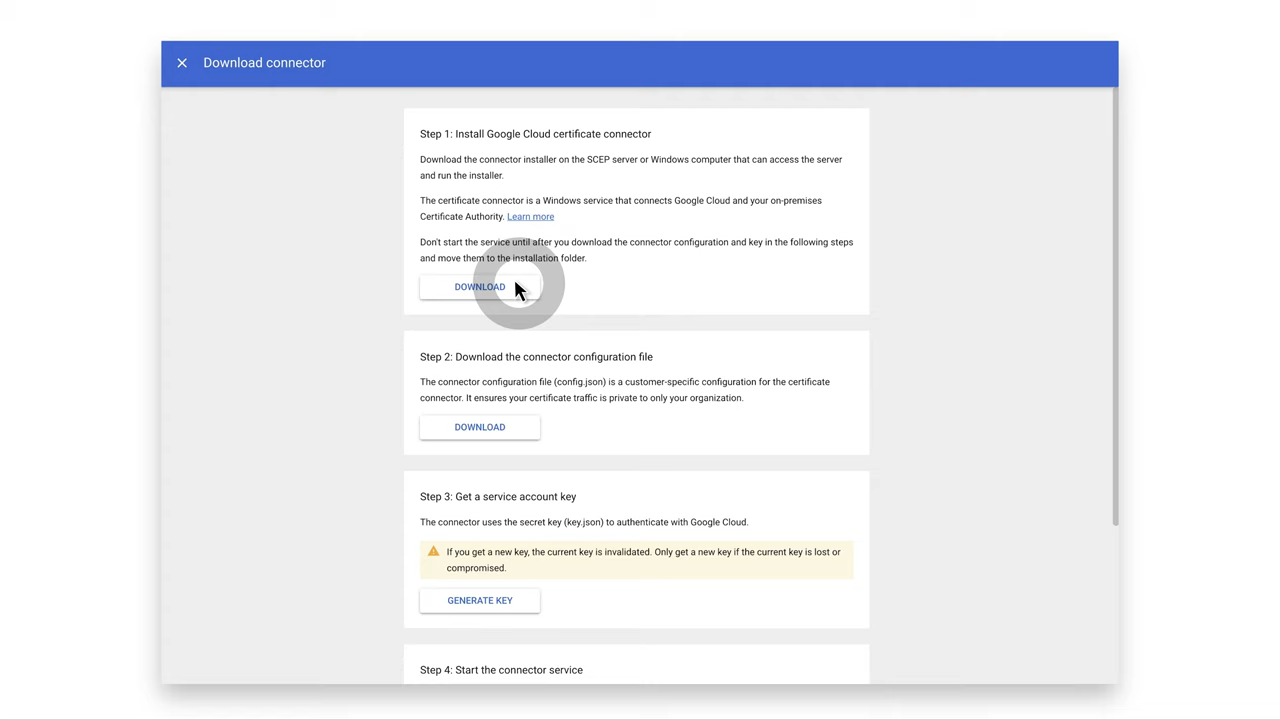 Download connector
Step 1: Install Google Cloud certificate connector
Download the connector installer on the SCEP server or Windows computer that can access the server
and run the installer.
The certificate connector is a Windows service that connects Google Cloud and your on-premises
Certificate Authority. Learn more
Don't start the service until after you download the connector configuration and key in the following steps
and move them to the installation folder.
DOWNLOAD
Step 2: Download the connector configuration file
The connector configuration file (config.json) is a customer-specific configuration for the certificate
connector. It ensures your certificate traffic is private to only your organization.
DOWNLOAD
Step 3: Get a service account key
The connector uses the secret key (key.json) to authenticate with Google Cloud.
If you get a new key, the current key is invalidated. Only get a new key if the current key is lost or
compromised.
GENERATE KEY
Step 4: Start the connector service